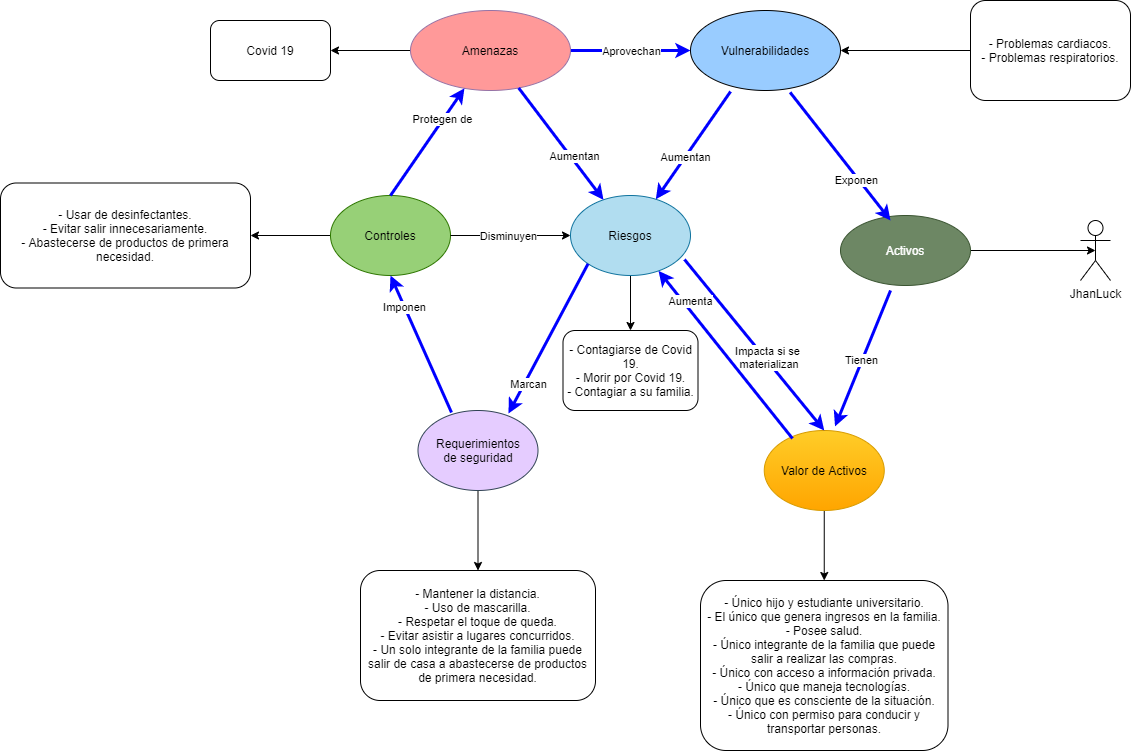 Covid 19
Amenazas
Aprovechan
Vulnerabilidades
- Problemas cardiacos.
- Problemas respiratorios.
Protegen de
Aumentan
Aumentan
Exponen
- Usar de desinfectantes.
- Evitar salir innecesariamente.
- Abastecerse de productos de primera
necesidad.
Controles
Disminuyen
Riesgos
Activos
JhanLuck
Imponen
Aumenta
- Contagiarse de Covid
19.
- Morir por Covid 19.
- Contagiar a su familia.
Impacta si se
materializan
Tienen
Marcan
Requerimientos
de seguridad
Valor de Activos
- Mantener la distancia.
- Uso de mascarilla.
- Respetar el toque de queda.
- Evitar asistir a lugares concurridos.
- Un solo integrante de la familia puede
salir de casa a abastecerse de productos
de primera necesidad.
- Único hijo y estudiante universitario.
- El único que genera ingresos en la familia.
- Posee salud.
- Único integrante de la familia que puede
salir a realizar las compras.
- Único con acceso a información privada.
- Único que maneja tecnologías.
- Único que es consciente de la situación.
- Único con permiso para conducir y
transportar personas.